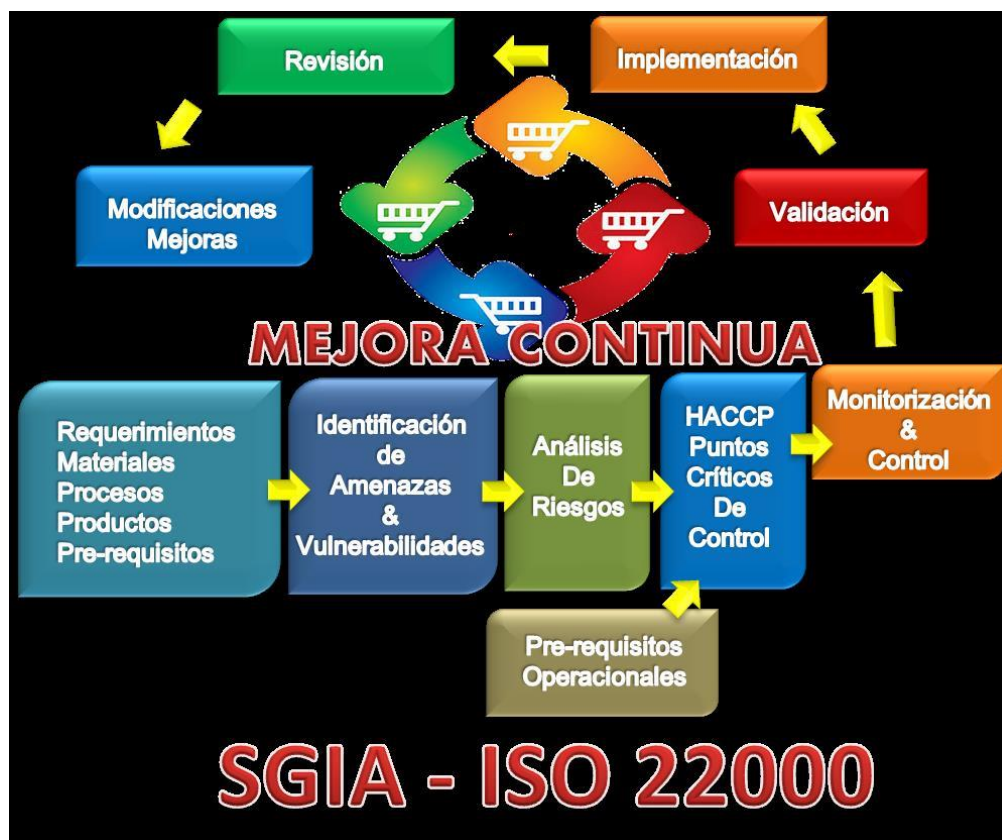 Revisión
Implementación
Modificaciones
Mejoras
Validación
MEJORA CONTINUA
Requerimientos
Materiales
Procesos
Productos
Pre-requisitos
Identificación
de
Amenazas
&
Vulnerabilidades
Análisis
De
Riesgos
HACCP
Puntos
Críticos
De
Control
Monitorización
&
Control
Pre-requisitos
Operacionales
SGIA - ISO 22000